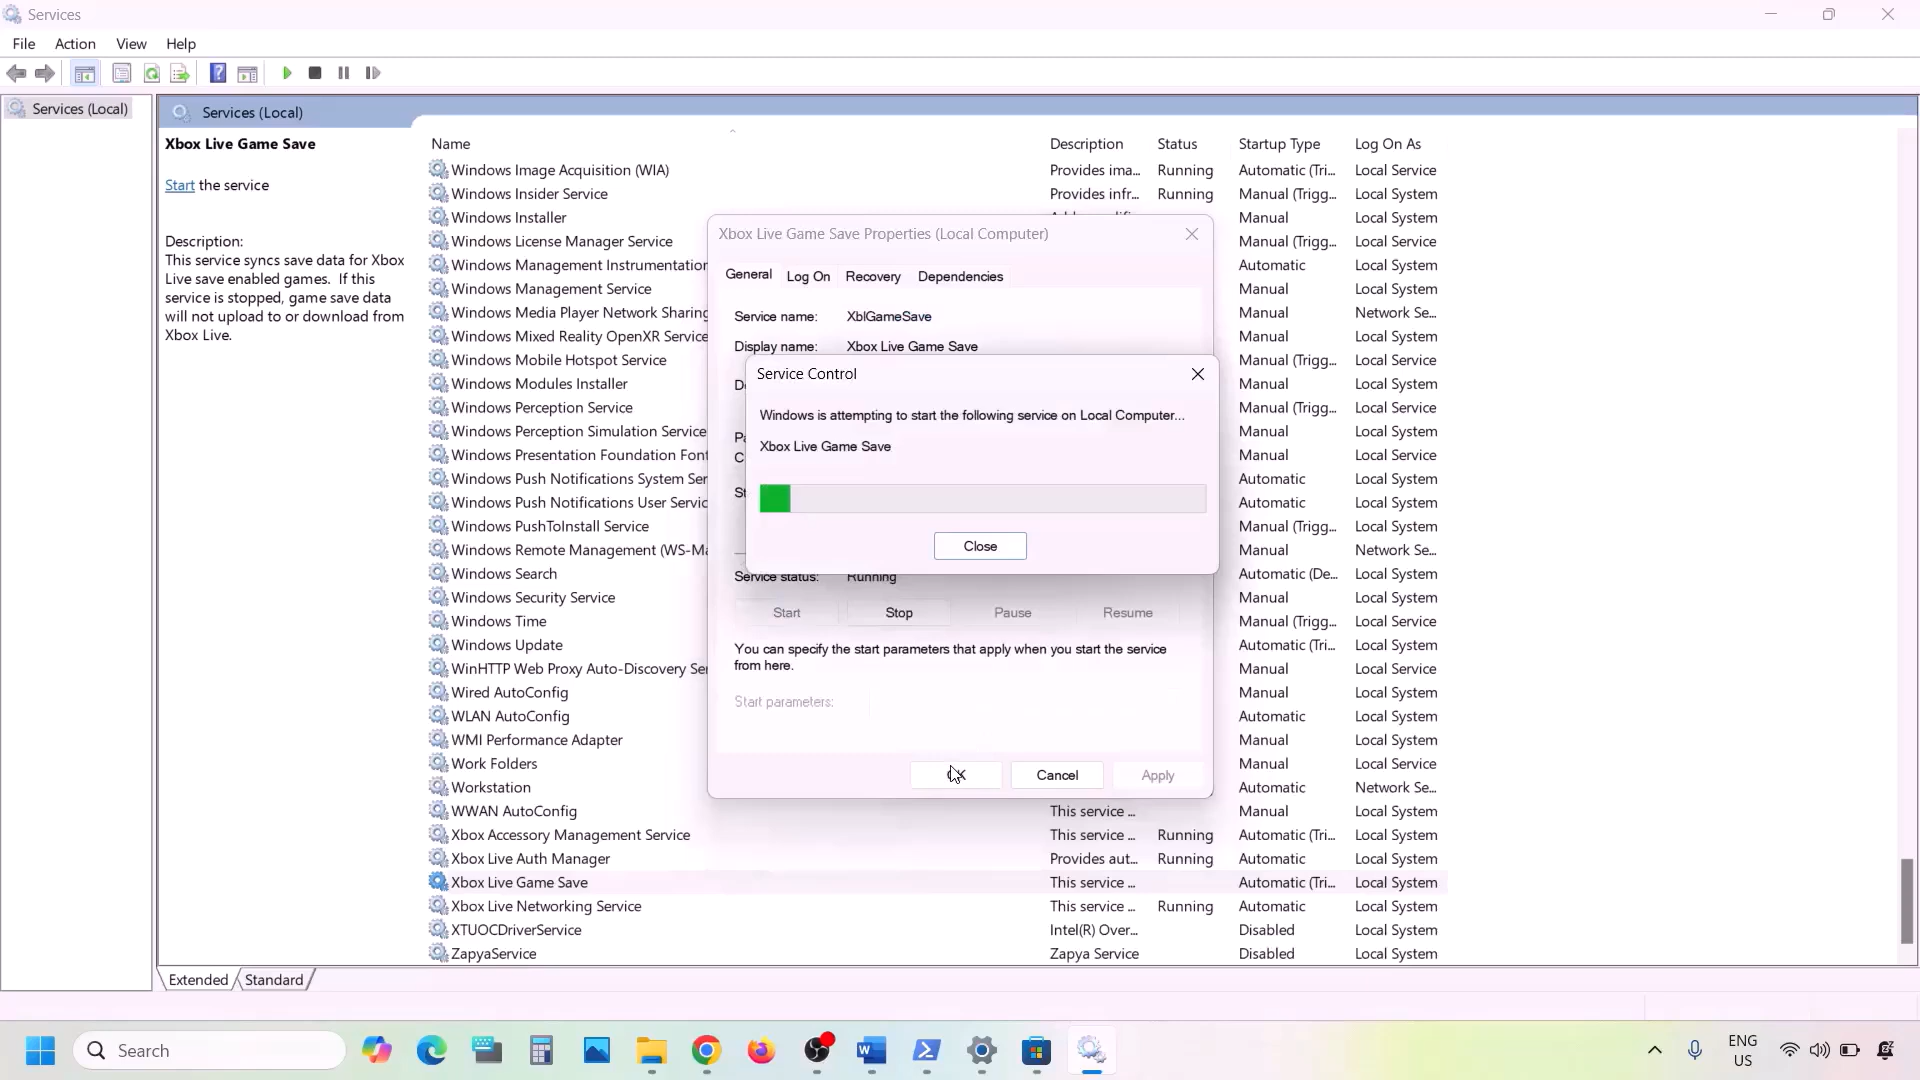 Services
File Action View Help
Services (Local)
Services (Local)
Xbox Live Game Save
Start the service
Description:
This service syncs save data for Xbox
Live save enabled games. If this
service is stopped, game save data
will not upload to or download from
Xbox Live.
Name Description Status Startup Type Log On As
Windows Image Acquisition (WIA) Provides ima... Running Automatic (Tri... Local Service
Windows Insider Service Provides infr... Running Manual (Trigg... Local System
Windows Installer Manual Local System
Windows License Manager Service Manual (Trigg... Local Service
Windows Management Instrumentation Automatic Local System
Windows Management Service Manual Local System
Windows Media Player Network Sharing Manual Network Se...
Windows Mixed Reality OpenXR Service Manual Local System
Windows Mobile Hotspot Service Manual (Trigg... Local Service
Windows Modules Installer Manual Local System
Windows Perception Service Manual (Trigg... Local Service
Windows Perception Simulation Service Manual Local System
Windows Presentation Foundation Font Manual Local Service
Windows Push Notifications System Ser Automatic Local System
Windows Push Notifications User Servic Automatic Local System
Windows PushToInstall Service Manual (Trigg... Local System
Windows Remote Management (WS-Ma Manual Network Se...
Windows Search Automatic (De... Local System
Windows Security Service Manual Local System
Windows Time Manual (Trigg... Local Service
Windows Update Automatic (Tri... Local System
WinHTTP Web Proxy Auto-Discovery Ser Manual Local Service
Wired AutoConfig Manual Local System
WLAN AutoConfig Automatic Local System
WMI Performance Adapter Manual Local System
Work Folders Manual Local Service
Workstation Automatic Network Se...
WWAN AutoConfig This service ... Manual Local System
Xbox Accessory Management Service This service ... Running Automatic (Tri... Local System
Xbox Live Auth Manager Provides aut... Running Automatic Local System
Xbox Live Game Save This service ... Automatic (Tri... Local System
Xbox Live Networking Service This service ... Running Automatic Local System
XTUOCDriverService Intel(R) Over... Disabled Local System
ZapyaService Zapya Service Disabled Local System
Xbox Live Game Save Properties (Local Computer)
General Log On Recovery Dependencies
Service name: XblGameSave
Display name: Xbox Live Game Save
Service Control
Windows is attempting to start the following service on Local Computer...
Xbox Live Game Save
Close
Service status: Running
Start Stop Pause Resume
You can specify the start parameters that apply when you start the service
from here.
Start parameters:
OK Cancel Apply
Extended Standard
Search
ENG
US